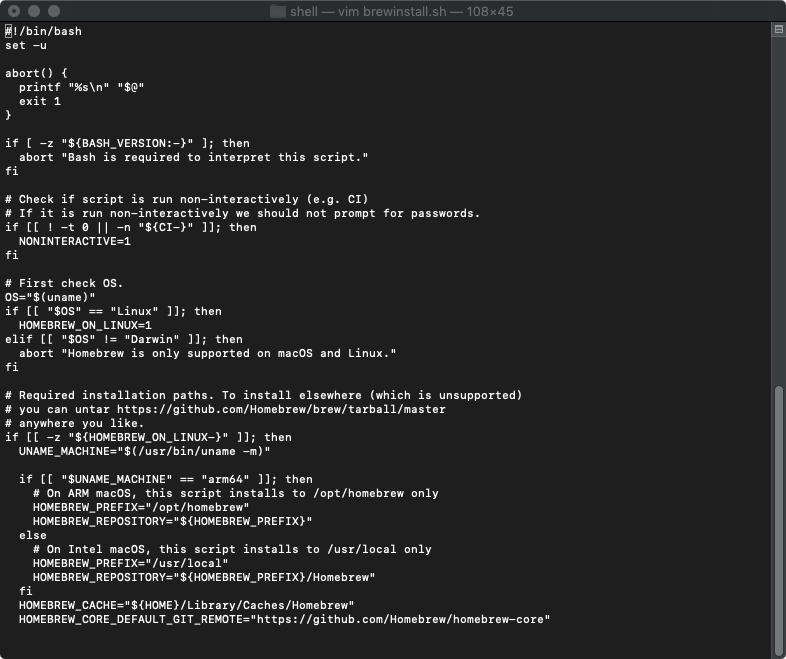 shell — vim brewinstall.sh — 108×45
#!/bin/bash
set -u

abort() {
  printf "%s\n" "$@"
  exit 1
}

if [ -z "${BASH_VERSION:-}" ]; then
  abort "Bash is required to interpret this script."
fi

# Check if script is run non-interactively (e.g. CI)
# If it is run non-interactively we should not prompt for passwords.
if [[ ! -t 0 || -n "${CI-}" ]]; then
  NONINTERACTIVE=1
fi

# First check OS.
OS="$(uname)"
if [[ "$OS" == "Linux" ]]; then
  HOMEBREW_ON_LINUX=1
elif [[ "$OS" != "Darwin" ]]; then
  abort "Homebrew is only supported on macOS and Linux."
fi

# Required installation paths. To install elsewhere (which is unsupported)
# you can untar https://github.com/Homebrew/brew/tarball/master
# anywhere you like.
if [[ -z "${HOMEBREW_ON_LINUX-}" ]]; then
  UNAME_MACHINE="$(/usr/bin/uname -m)"

  if [[ "$UNAME_MACHINE" == "arm64" ]]; then
    # On ARM macOS, this script installs to /opt/homebrew only
    HOMEBREW_PREFIX="/opt/homebrew"
    HOMEBREW_REPOSITORY="${HOMEBREW_PREFIX}"
  else
    # On Intel macOS, this script installs to /usr/local only
    HOMEBREW_PREFIX="/usr/local"
    HOMEBREW_REPOSITORY="${HOMEBREW_PREFIX}/Homebrew"
  fi
  HOMEBREW_CACHE="${HOME}/Library/Caches/Homebrew"
  HOMEBREW_CORE_DEFAULT_GIT_REMOTE="https://github.com/Homebrew/homebrew-core"